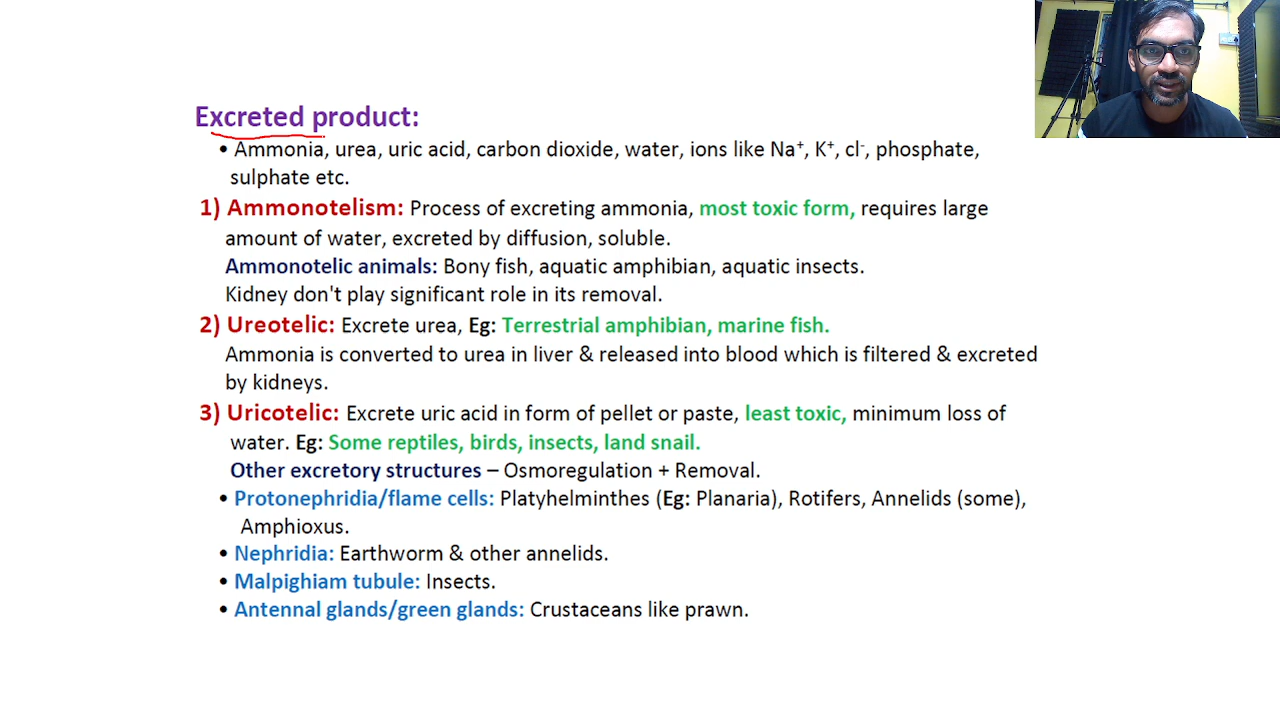 Excreted product:
• Ammonia, urea, uric acid, carbon dioxide, water, ions like Na⁺, K⁺, cl⁻, phosphate,
sulphate etc.
1) Ammonotelism: Process of excreting ammonia, most toxic form, requires large
amount of water, excreted by diffusion, soluble.
Ammonotelic animals: Bony fish, aquatic amphibian, aquatic insects.
Kidney don't play significant role in its removal.
2) Ureotelic: Excrete urea, Eg: Terrestrial amphibian, marine fish.
Ammonia is converted to urea in liver & released into blood which is filtered & excreted
by kidneys.
3) Uricotelic: Excrete uric acid in form of pellet or paste, least toxic, minimum loss of
water. Eg: Some reptiles, birds, insects, land snail.
Other excretory structures – Osmoregulation + Removal.
• Protonephridia/flame cells: Platyhelminthes (Eg: Planaria), Rotifers, Annelids (some),
Amphioxus.
• Nephridia: Earthworm & other annelids.
• Malpighiam tubule: Insects.
• Antennal glands/green glands: Crustaceans like prawn.